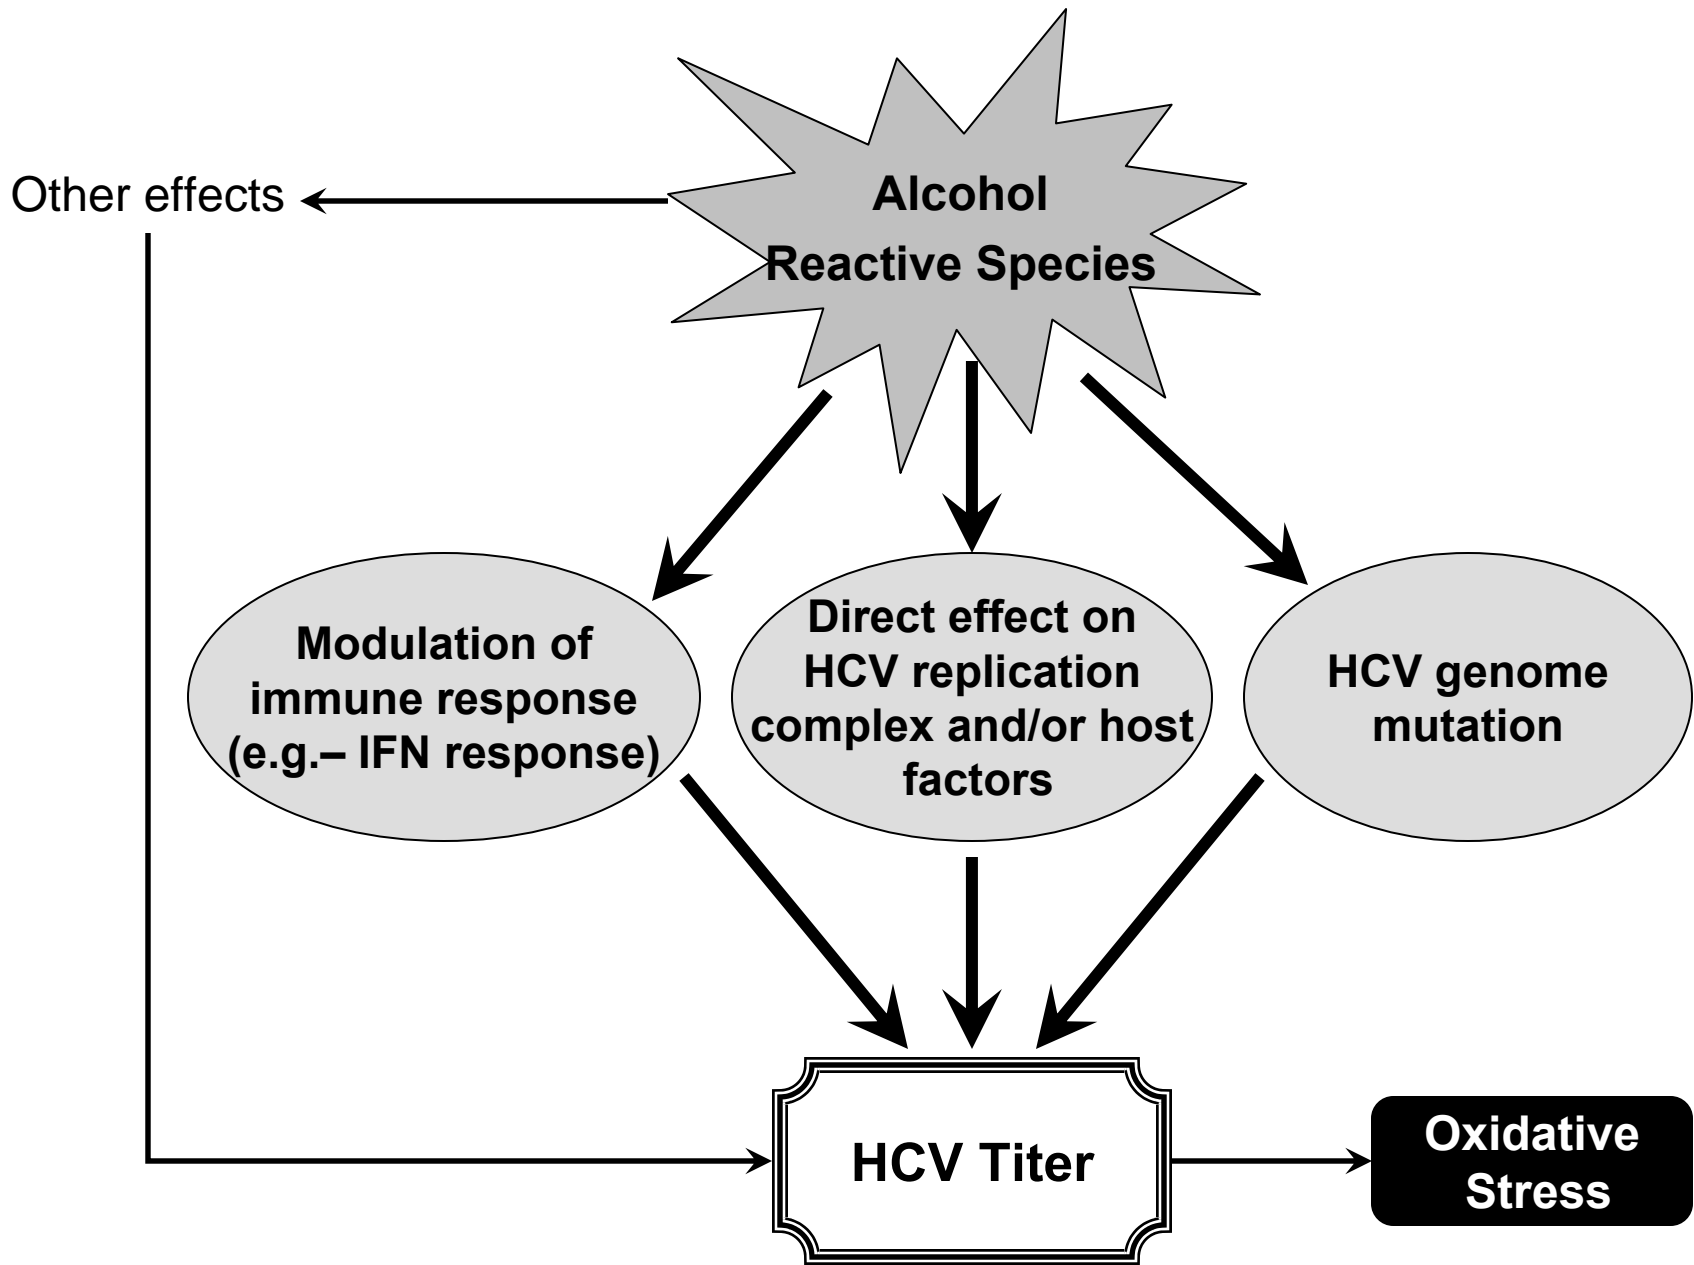 Alcohol
Reactive Species
Other effects
Modulation of
immune response
(e.g.– IFN response)
Direct effect on
HCV replication
complex and/or host
factors
HCV genome
mutation
HCV Titer
Oxidative
Stress